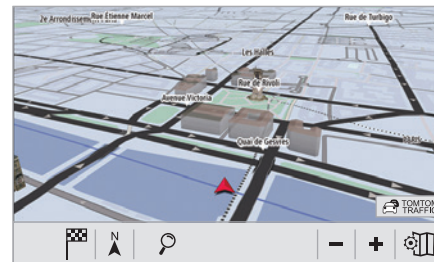 2e Arrondissem
Rue Étienne Marcel
Rue de Turbigo
Les Halles
Rue de Rivoli
Avenue Victoria
Quai de Gesvres
TOMTOM
TRAFFIC
N